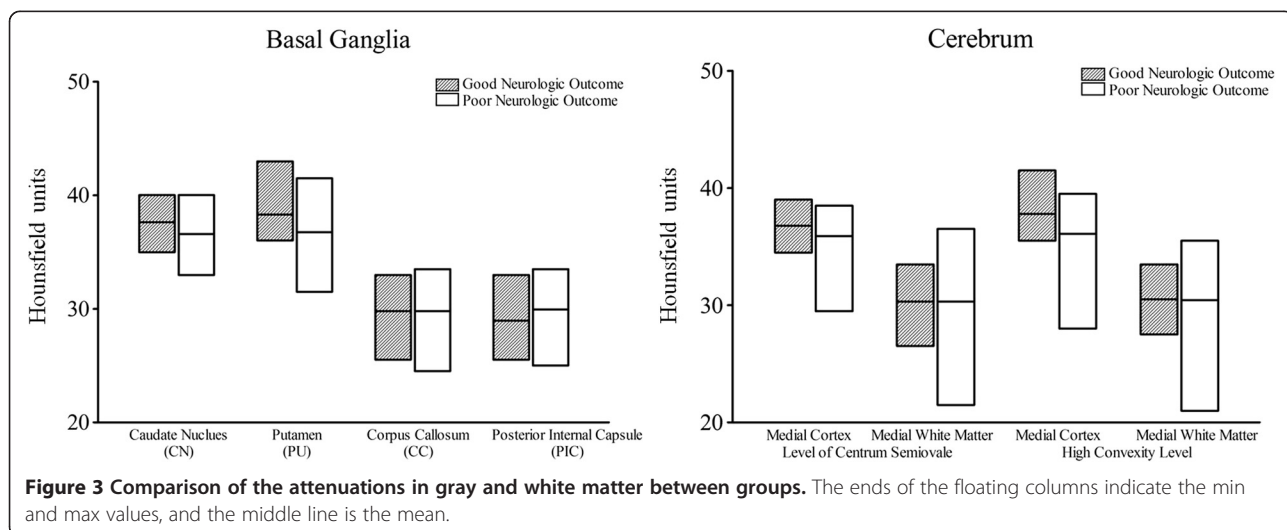 Basal Ganglia
50
40
30
20
Hounsfield units
Good Neurologic Outcome
Poor Neurologic Outcome
Caudate Nuclues
(CN)
Putamen
(PU)
Corpus Callosum
(CC)
Posterior Internal Capsule
(PIC)
Cerebrum
50
40
30
20
Hounsfield units
Good Neurologic Outcome
Poor Neurologic Outcome
Medial Cortex Medial White Matter
Level of Centrum Semiovale
Medial Cortex Medial White Matter
High Convexity Level
Figure 3 Comparison of the attenuations in gray and white matter between groups. The ends of the floating columns indicate the min
and max values, and the middle line is the mean.